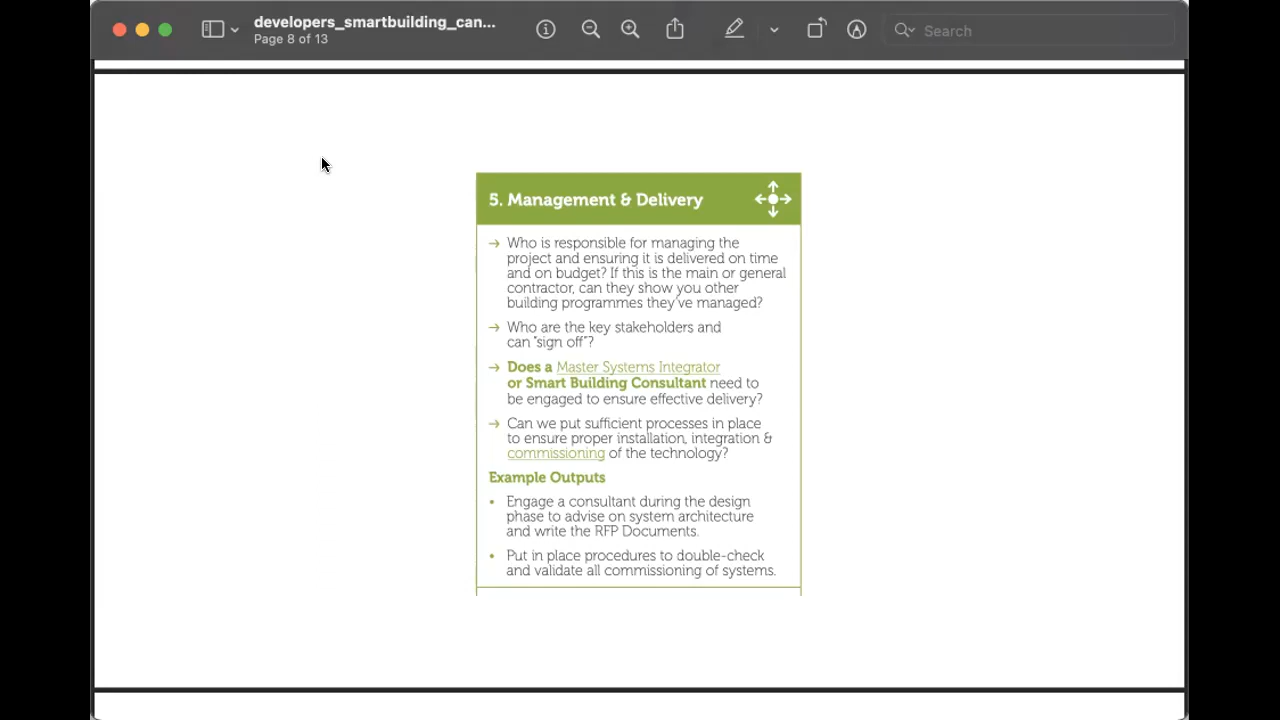 developers_smartbuilding_can...
Page 8 of 13
Search
5. Management & Delivery
→ Who is responsible for managing the
project and ensuring it is delivered on time
and on budget? If this is the main or general
contractor, can they show you other
building programmes they've managed?
→ Who are the key stakeholders and
can "sign off"?
→ Does a Master Systems Integrator
or Smart Building Consultant need to
be engaged to ensure effective delivery?
→ Can we put sufficient processes in place
to ensure proper installation, integration &
commissioning of the technology?
Example Outputs
• Engage a consultant during the design
phase to advise on system architecture
and write the RFP Documents.
• Put in place procedures to double-check
and validate all commissioning of systems.